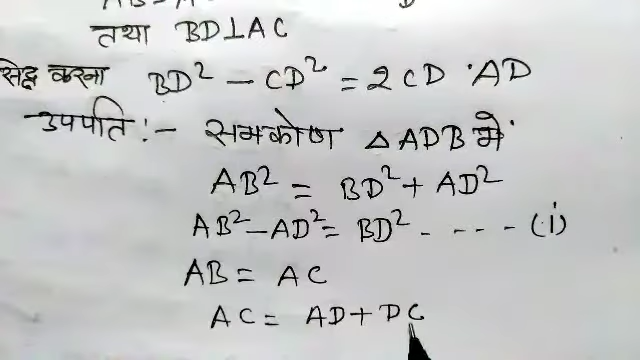 तथा BD⊥AC
सिद्ध करना BD² − CD² = 2CD · AD
उपपति :- समकोण △ADB में
AB² = BD² + AD²
AB² − AD² = BD² - - - - (i)
AB = AC
AC = AD + DC